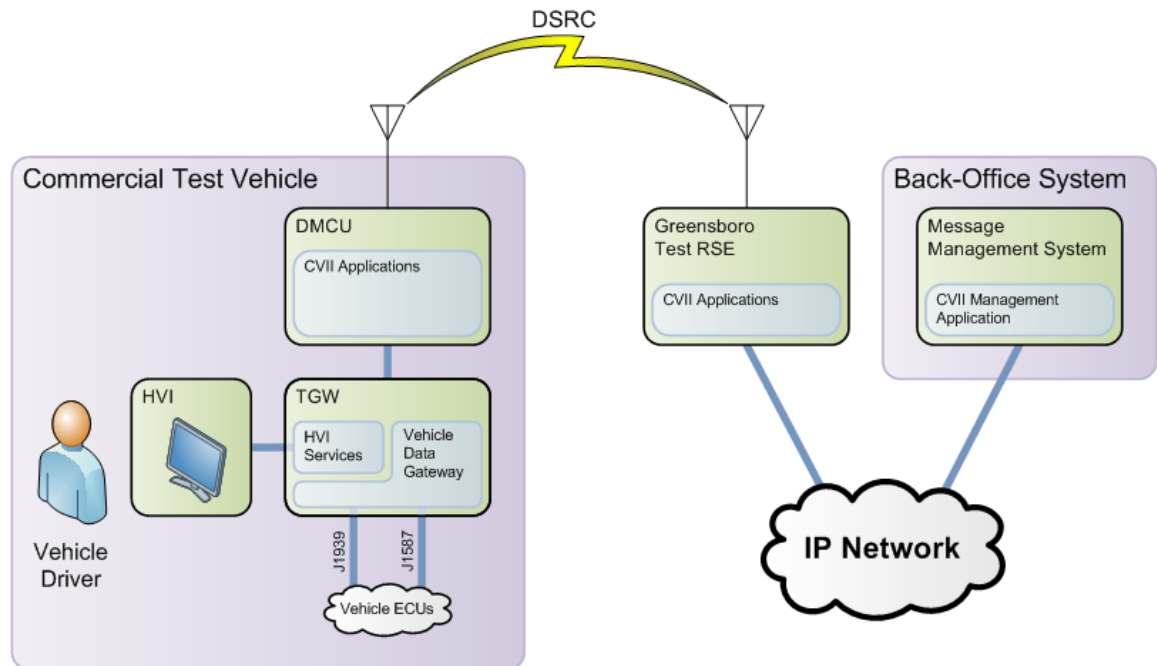 DSRC
Commercial Test Vehicle
DMCU
CVII Applications
HVI
TGW
HVI
Services
Vehicle
Data
Gateway
Vehicle
Driver
J1939
J1587
Vehicle ECUs
Greensboro
Test RSE
CVII Applications
Back-Office System
Message
Management System
CVII Management
Application
IP Network